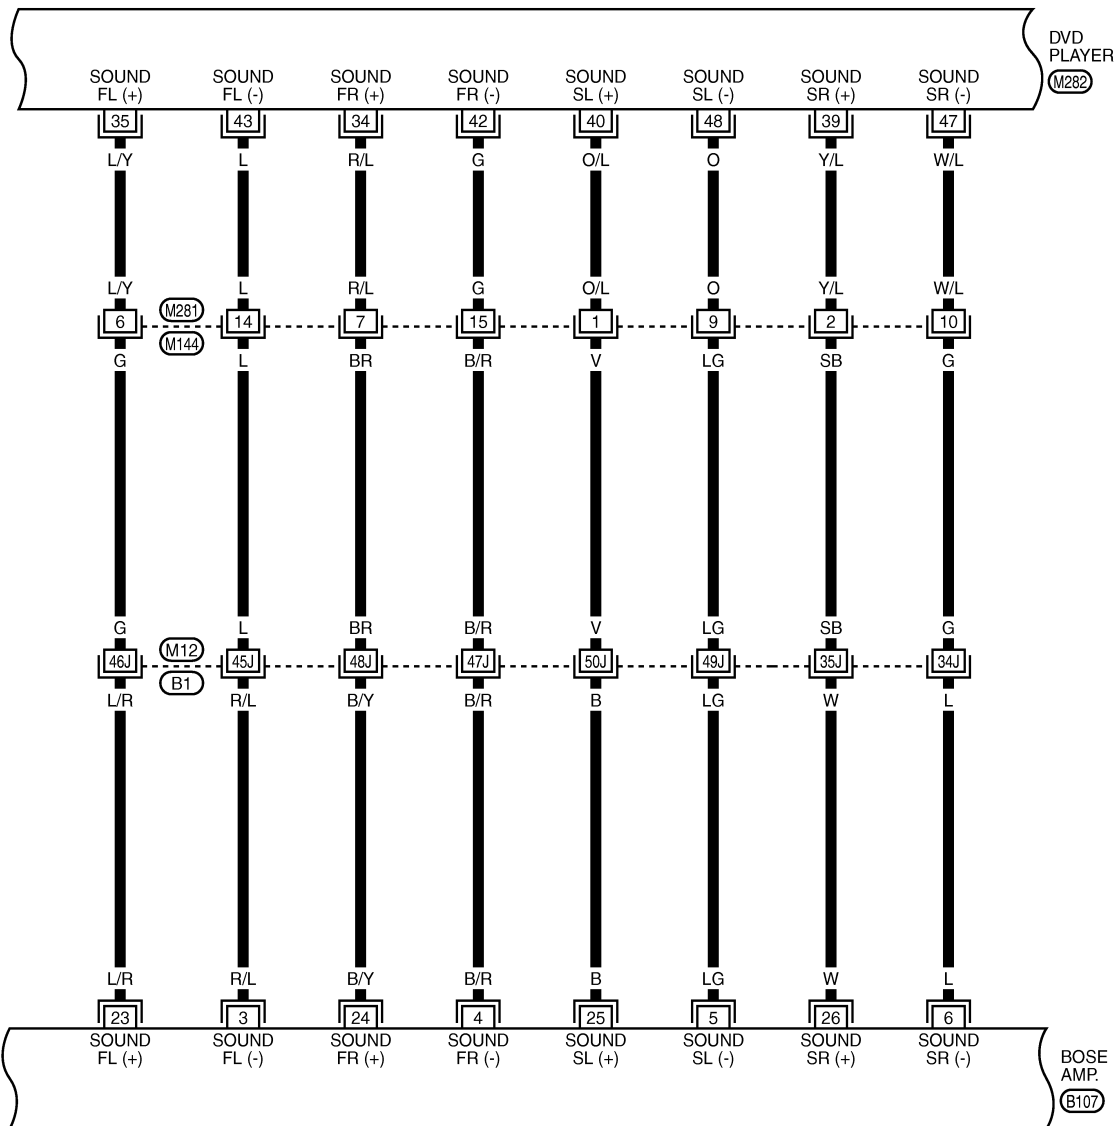 DVD
PLAYER
M282
SOUND SOUND SOUND SOUND SOUND SOUND SOUND SOUND
FL (+) FL (-) FR (+) FR (-) SL (+) SL (-) SR (+) SR (-)
35 43 34 42 40 48 39 47
L/Y L R/L G O/L O Y/L W/L
L/Y L R/L G O/L O Y/L W/L
M281
6 14 7 15 1 9 2 10
M144
G L BR B/R V LG SB G
G L BR B/R V LG SB G
M12
46J 45J 48J 47J 50J 49J 35J 34J
B1
L/R R/L B/Y B/R B LG W L
L/R R/L B/Y B/R B LG W L
23 3 24 4 25 5 26 6
SOUND SOUND SOUND SOUND SOUND SOUND SOUND SOUND
FL (+) FL (-) FR (+) FR (-) SL (+) SL (-) SR (+) SR (-)
BOSE
AMP.
B107